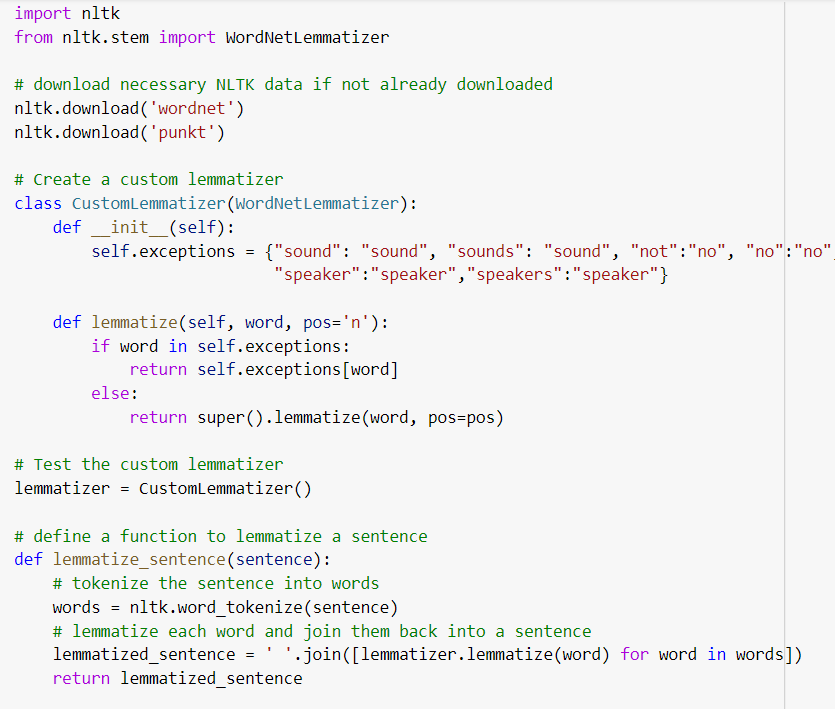 import nltk
from nltk.stem import WordNetLemmatizer

# download necessary NLTK data if not already downloaded
nltk.download('wordnet')
nltk.download('punkt')

# Create a custom lemmatizer
class CustomLemmatizer(WordNetLemmatizer):
    def __init__(self):
        self.exceptions = {"sound": "sound", "sounds": "sound", "not":"no", "no":"no",
                           "speaker":"speaker","speakers":"speaker"}

    def lemmatize(self, word, pos='n'):
        if word in self.exceptions:
            return self.exceptions[word]
        else:
            return super().lemmatize(word, pos=pos)

# Test the custom lemmatizer
lemmatizer = CustomLemmatizer()

# define a function to lemmatize a sentence
def lemmatize_sentence(sentence):
    # tokenize the sentence into words
    words = nltk.word_tokenize(sentence)
    # lemmatize each word and join them back into a sentence
    lemmatized_sentence = ' '.join([lemmatizer.lemmatize(word) for word in words])
    return lemmatized_sentence